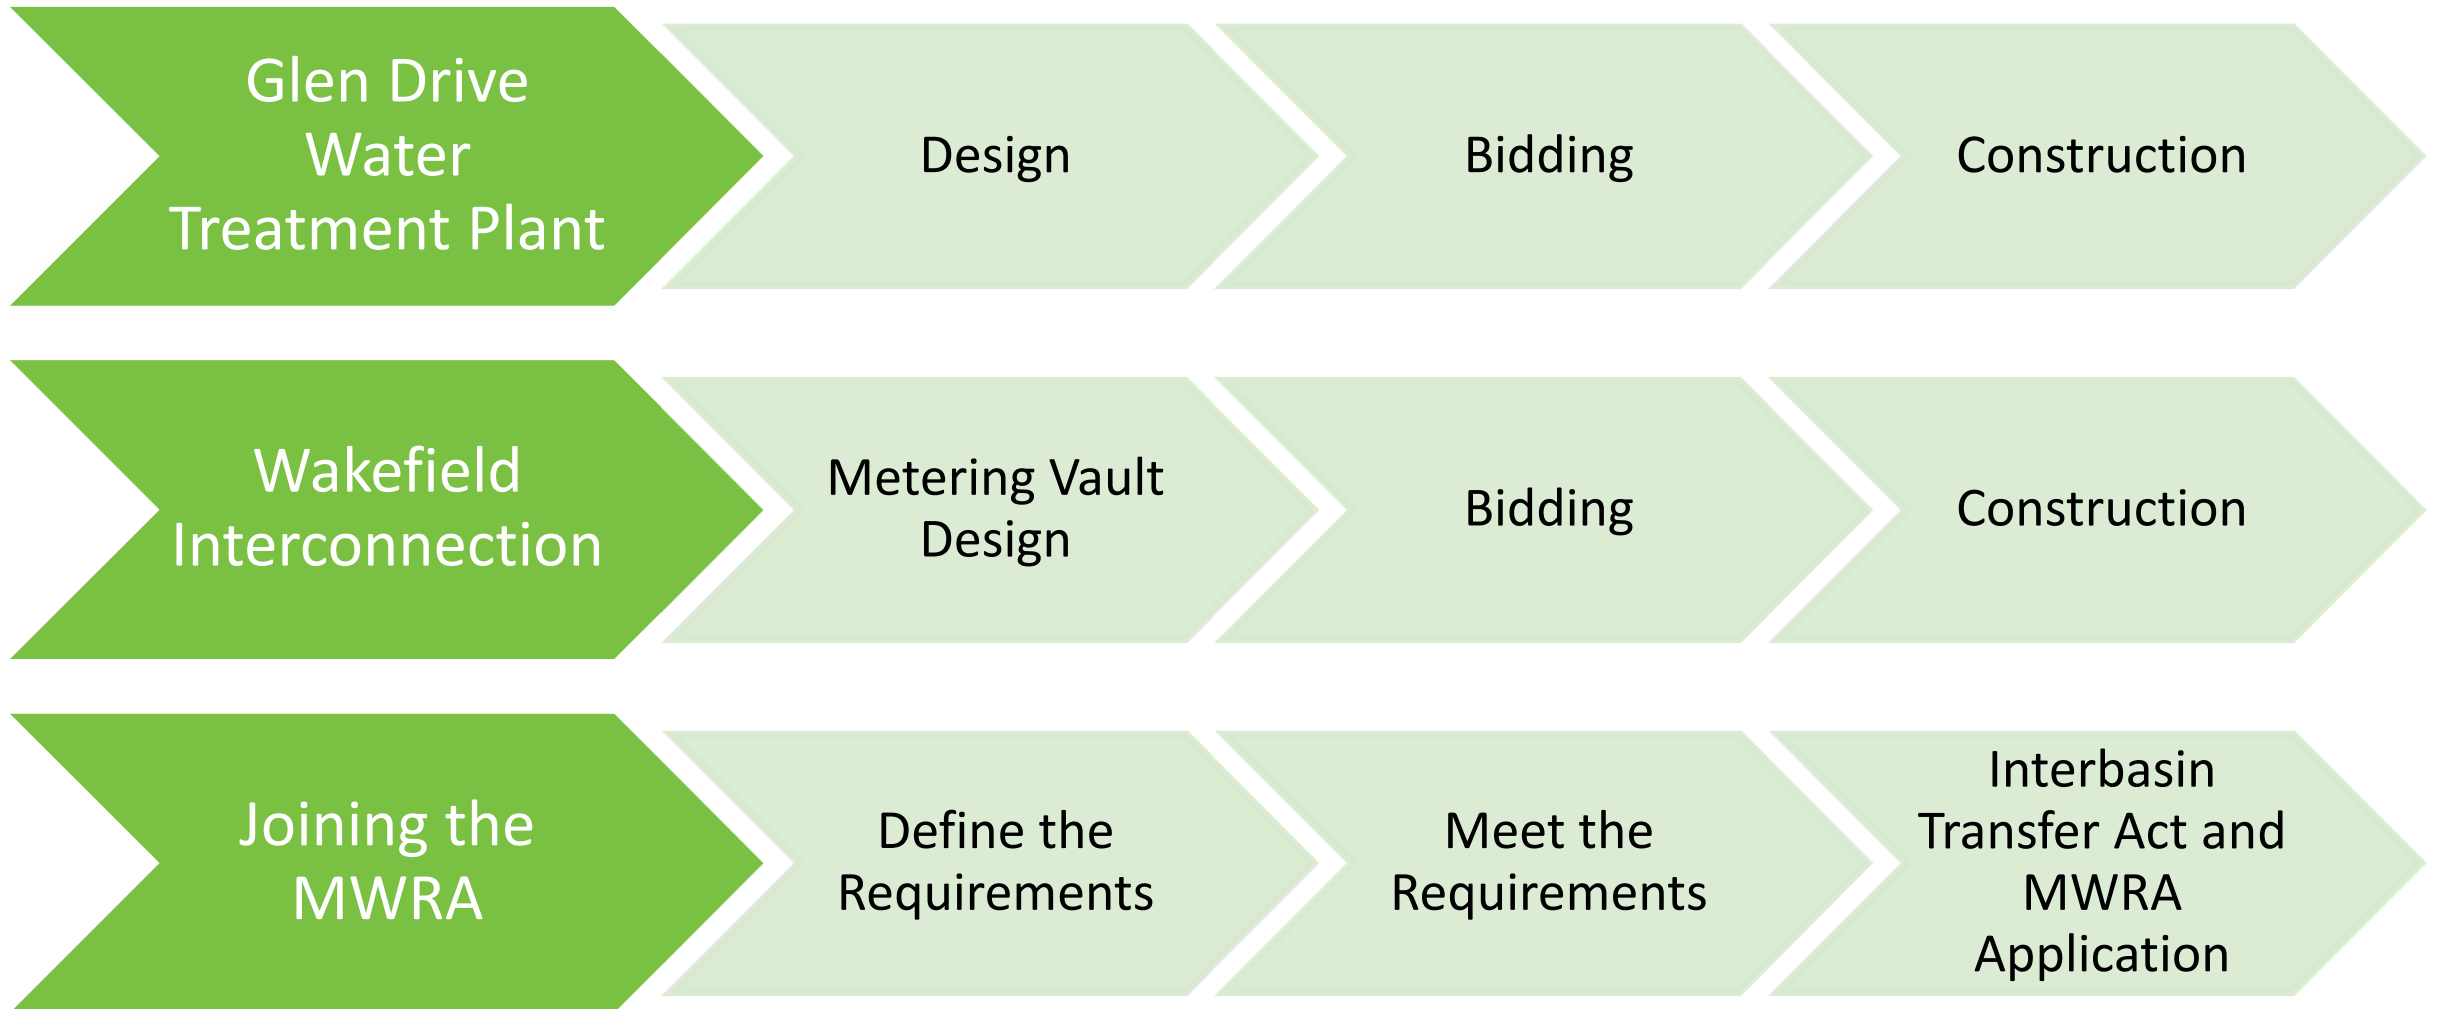 Glen Drive
Water
Treatment Plant
Design
Bidding
Construction
Wakefield
Interconnection
Metering Vault
Design
Bidding
Construction
Joining the
MWRA
Define the
Requirements
Meet the
Requirements
Interbasin
Transfer Act and
MWRA
Application